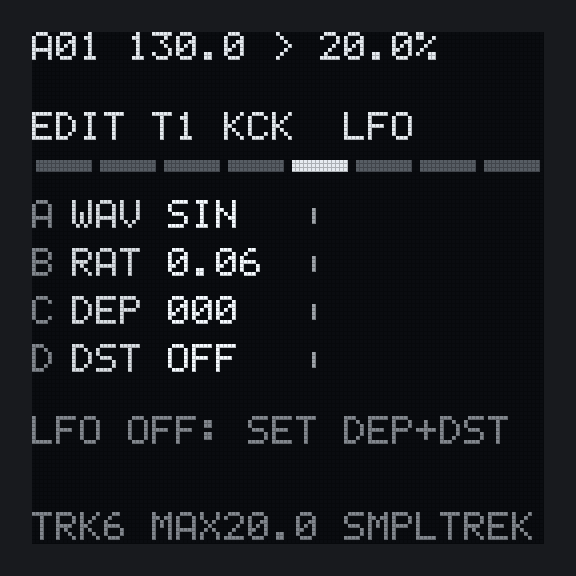 A01 130.0 > 20.0%
EDIT T1 KCK LFO
A WAV SIN
B RAT 0.06
C DEP 000
D DST OFF
LFO OFF: SET DEP+DST
TRK6 MAX20.0 SMPLTREK